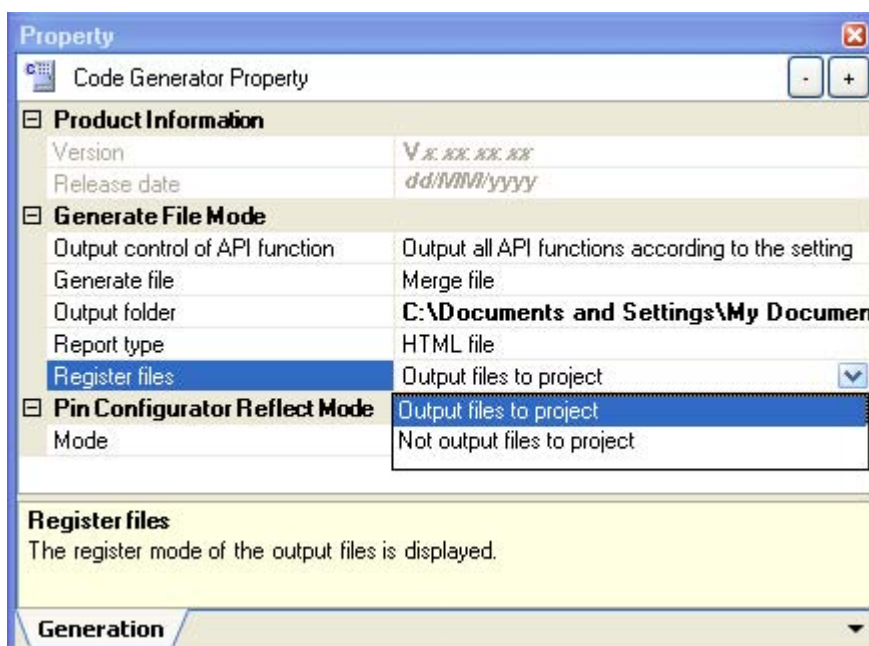 Property
Code Generator Property
- +
Product Information
Version V x.xx.xx.xx
Release date dd/MM/yyyy
Generate File Mode
Output control of API function Output all API functions according to the setting
Generate file Merge file
Output folder C:\Documents and Settings\My Documen
Report type HTML file
Register files Output files to project
Pin Configurator Reflect Mode Output files to project
Mode Not output files to project
Register files
The register mode of the output files is displayed.
Generation